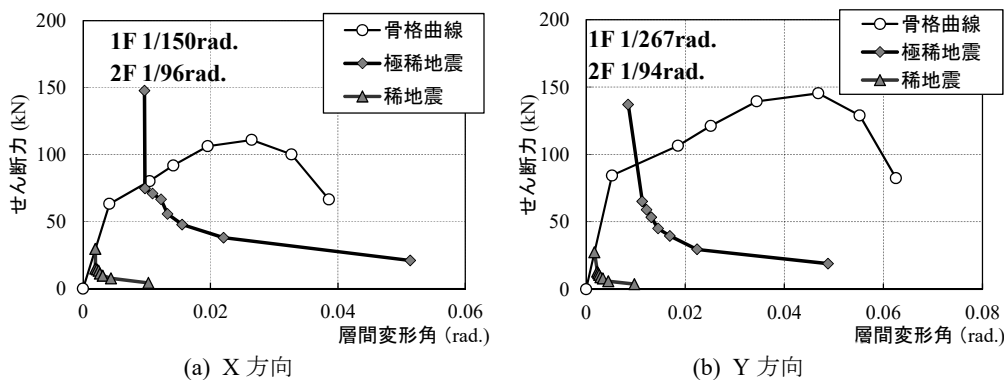 200
150
100
50
0
せん断力 (kN)
1F 1/150rad.
2F 1/96rad.
骨格曲線
極稀地震
稀地震
0
0.02
0.04
0.06
層間変形角 (rad.)
(a) X 方向
200
150
100
50
0
せん断力 (kN)
1F 1/267rad.
2F 1/94rad.
骨格曲線
極稀地震
稀地震
0
0.02
0.04
0.06
0.08
層間変形角 (rad.)
(b) Y 方向